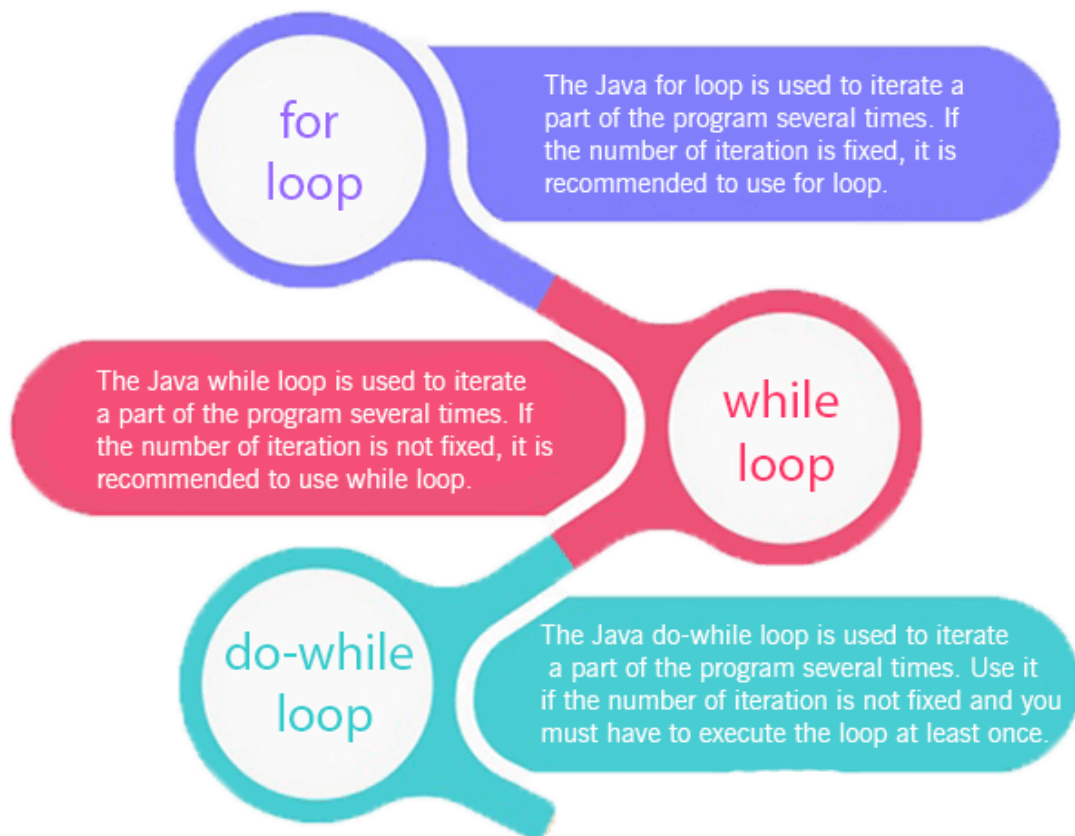 for
loop
The Java for loop is used to iterate a
part of the program several times. If
the number of iteration is fixed, it is
recommended to use for loop.
The Java while loop is used to iterate
a part of the program several times. If
the number of iteration is not fixed, it is
recommended to use while loop.
while
loop
do-while
loop
The Java do-while loop is used to iterate
a part of the program several times. Use it
if the number of iteration is not fixed and you
must have to execute the loop at least once.